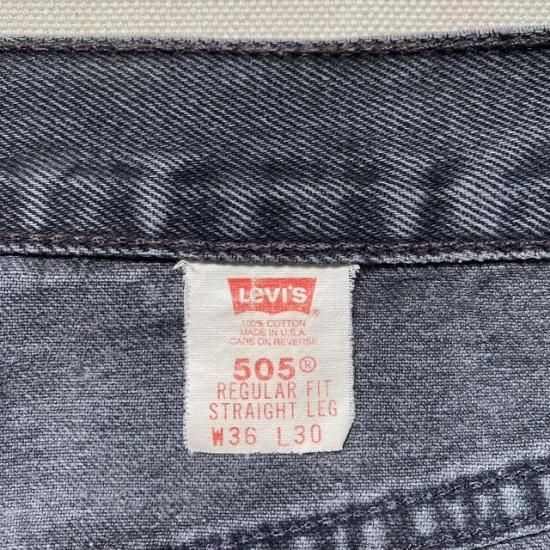 LEVI'S ®
100% COTTON
MADE IN U.S.A.
CARE ON REVERSE
505®
REGULAR FIT
STRAIGHT LEG
W36 L30